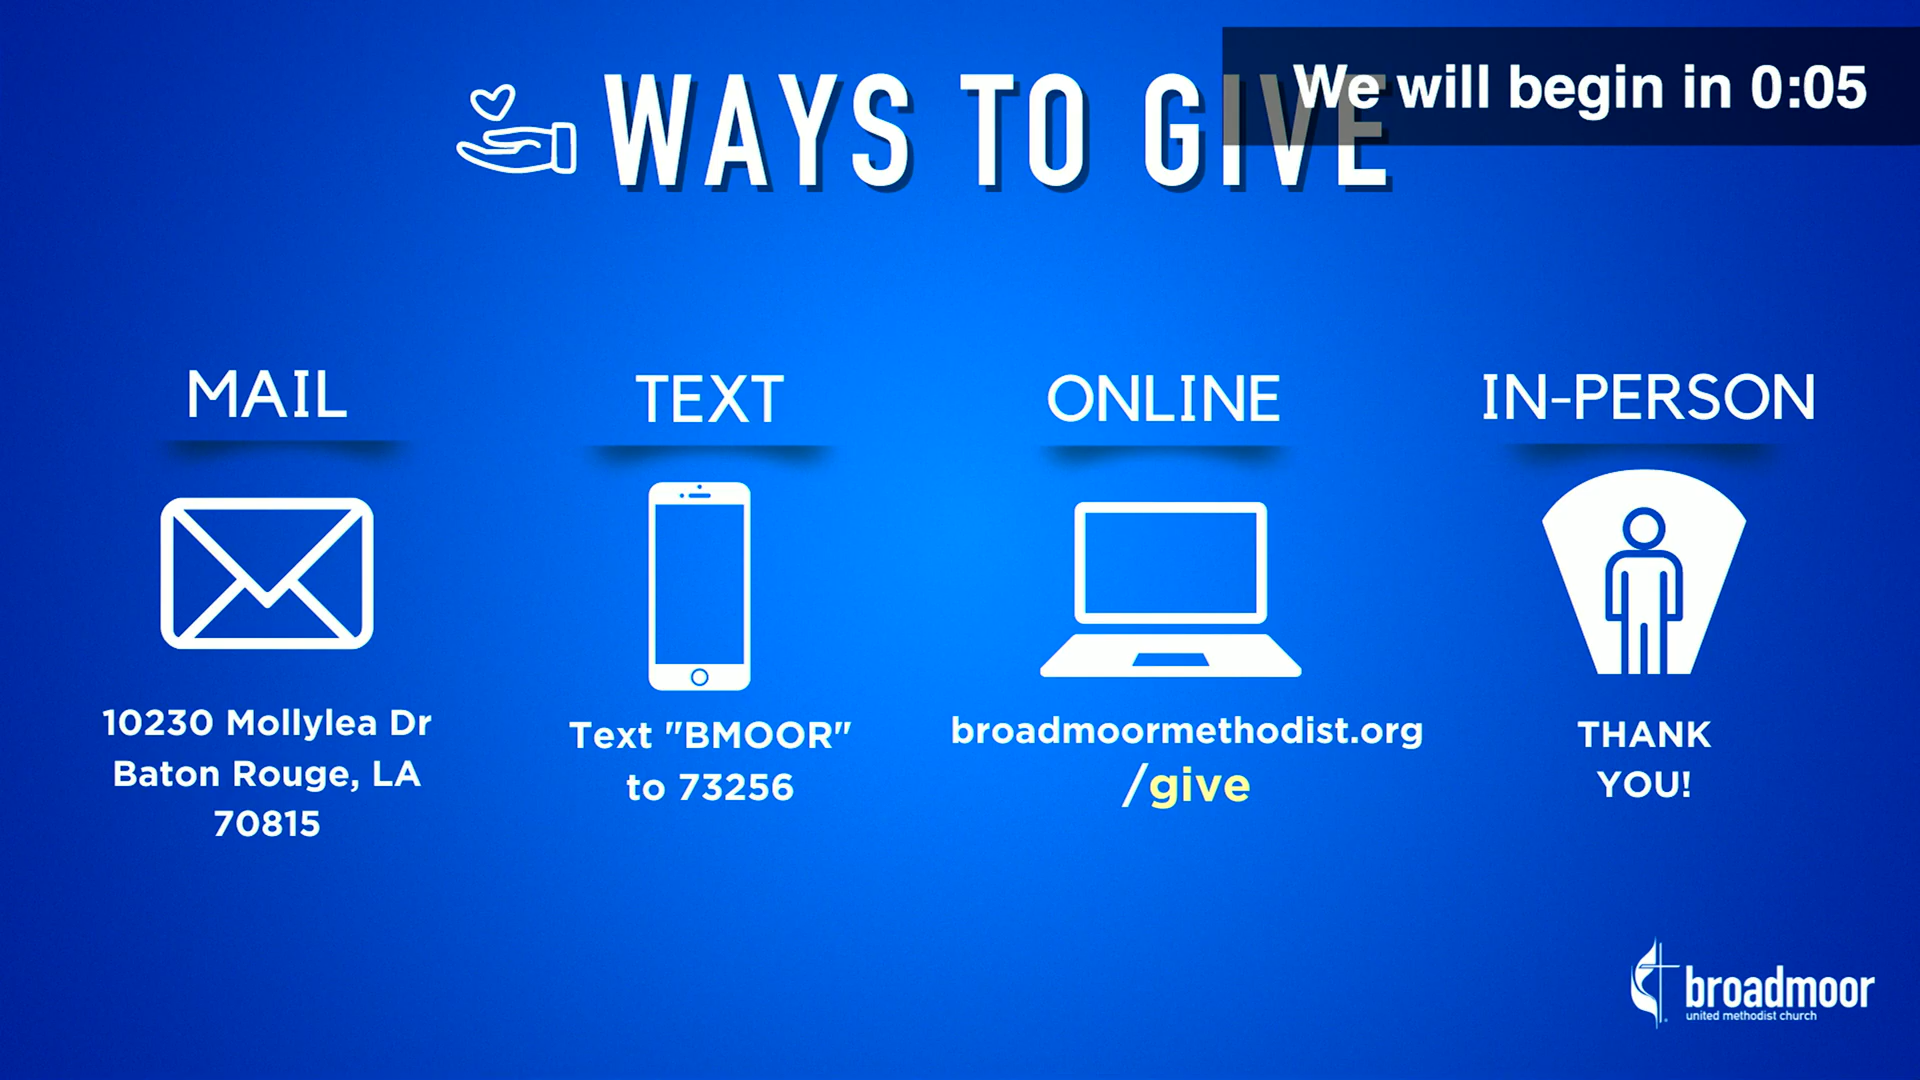 WAYS TO GIVE
We will begin in 0:05
MAIL
10230 Mollylea Dr
Baton Rouge, LA
70815
TEXT
Text "BMOOR"
to 73256
ONLINE
broadmoormethodist.org
/give
IN-PERSON
THANK
YOU!
broadmoor
united methodist church